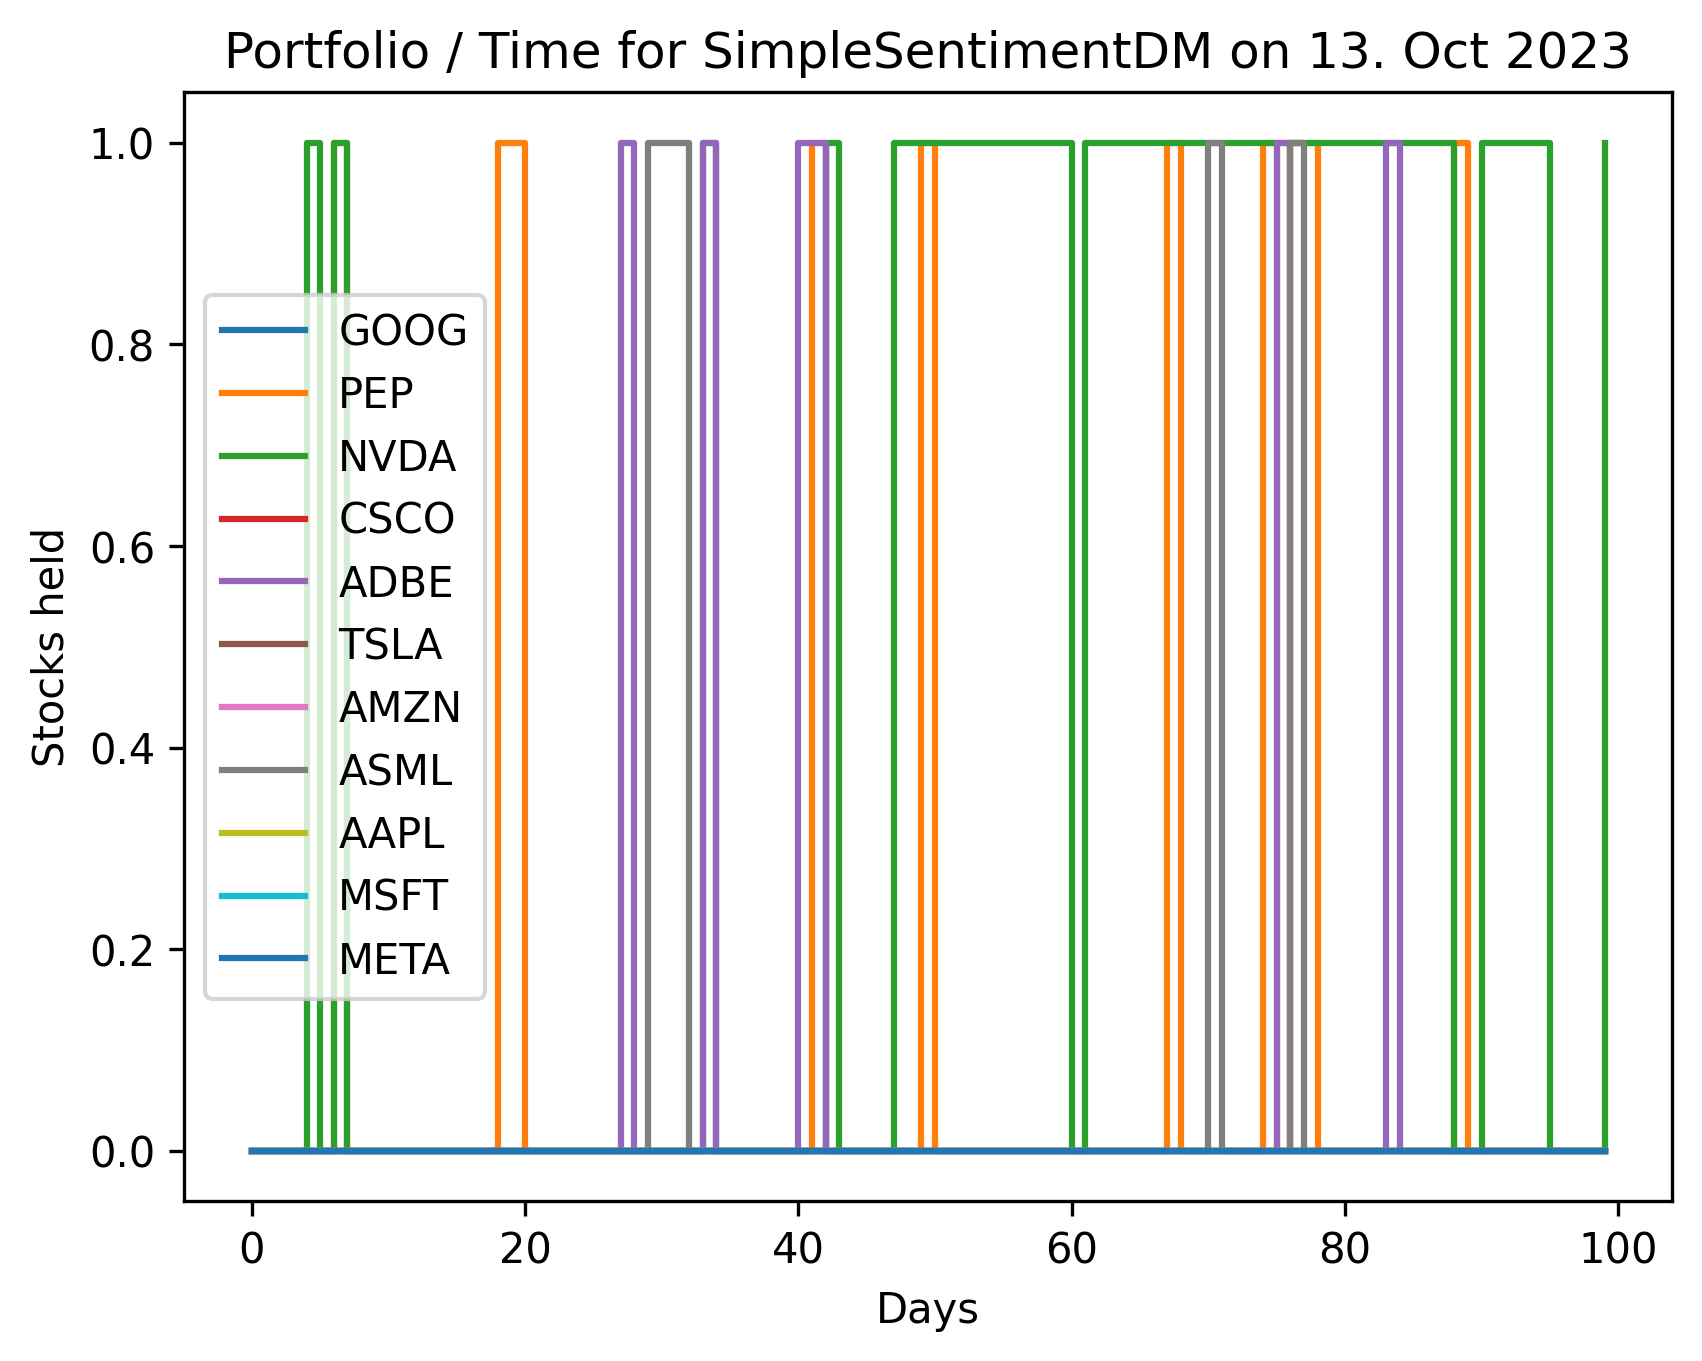 Portfolio / Time for SimpleSentimentDM on 13. Oct 2023
1.0
0.8
0.6
0.4
0.2
0.0
Stocks held
GOOG
PEP
NVDA
CSCO
ADBE
TSLA
AMZN
ASML
AAPL
MSFT
META
0 20 40 60 80 100
Days